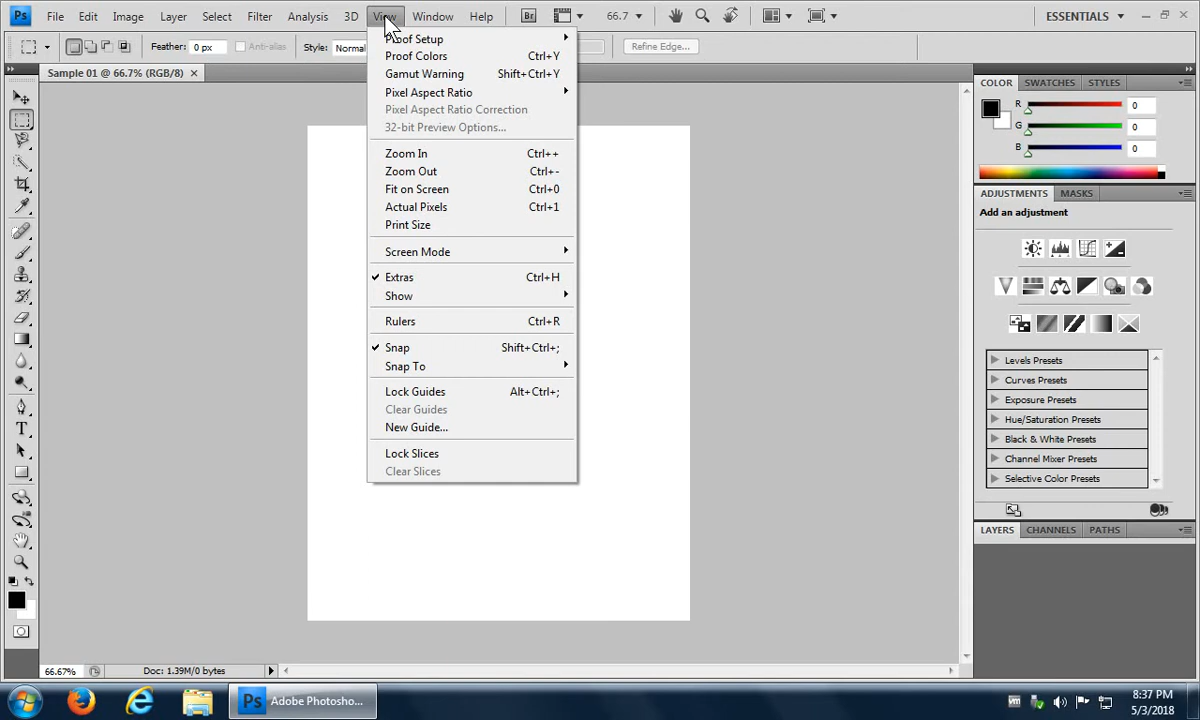 Ps File Edit Image Layer Select Filter Analysis 3D View Window Help Br 66.7 ESSENTIALS
Feather: 0 px Anti-alias Style: Normal Refine Edge...
Sample 01 @ 66.7% (RGB/8)
Proof Setup
Proof Colors Ctrl+Y
Gamut Warning Shift+Ctrl+Y
Pixel Aspect Ratio
Pixel Aspect Ratio Correction
32-bit Preview Options...
Zoom In Ctrl++
Zoom Out Ctrl+-
Fit on Screen Ctrl+0
Actual Pixels Ctrl+1
Print Size
Screen Mode
Extras Ctrl+H
Show
Rulers Ctrl+R
Snap Shift+Ctrl+;
Snap To
Lock Guides Alt+Ctrl+;
Clear Guides
New Guide...
Lock Slices
Clear Slices
COLOR SWATCHES STYLES
R 0
G 0
B 0
ADJUSTMENTS MASKS
Add an adjustment
Levels Presets
Curves Presets
Exposure Presets
Hue/Saturation Presets
Black & White Presets
Channel Mixer Presets
Selective Color Presets
LAYERS CHANNELS PATHS
66.67% Doc: 1.39M/0 bytes
Ps Adobe Photosho...
8:37 PM
5/3/2018